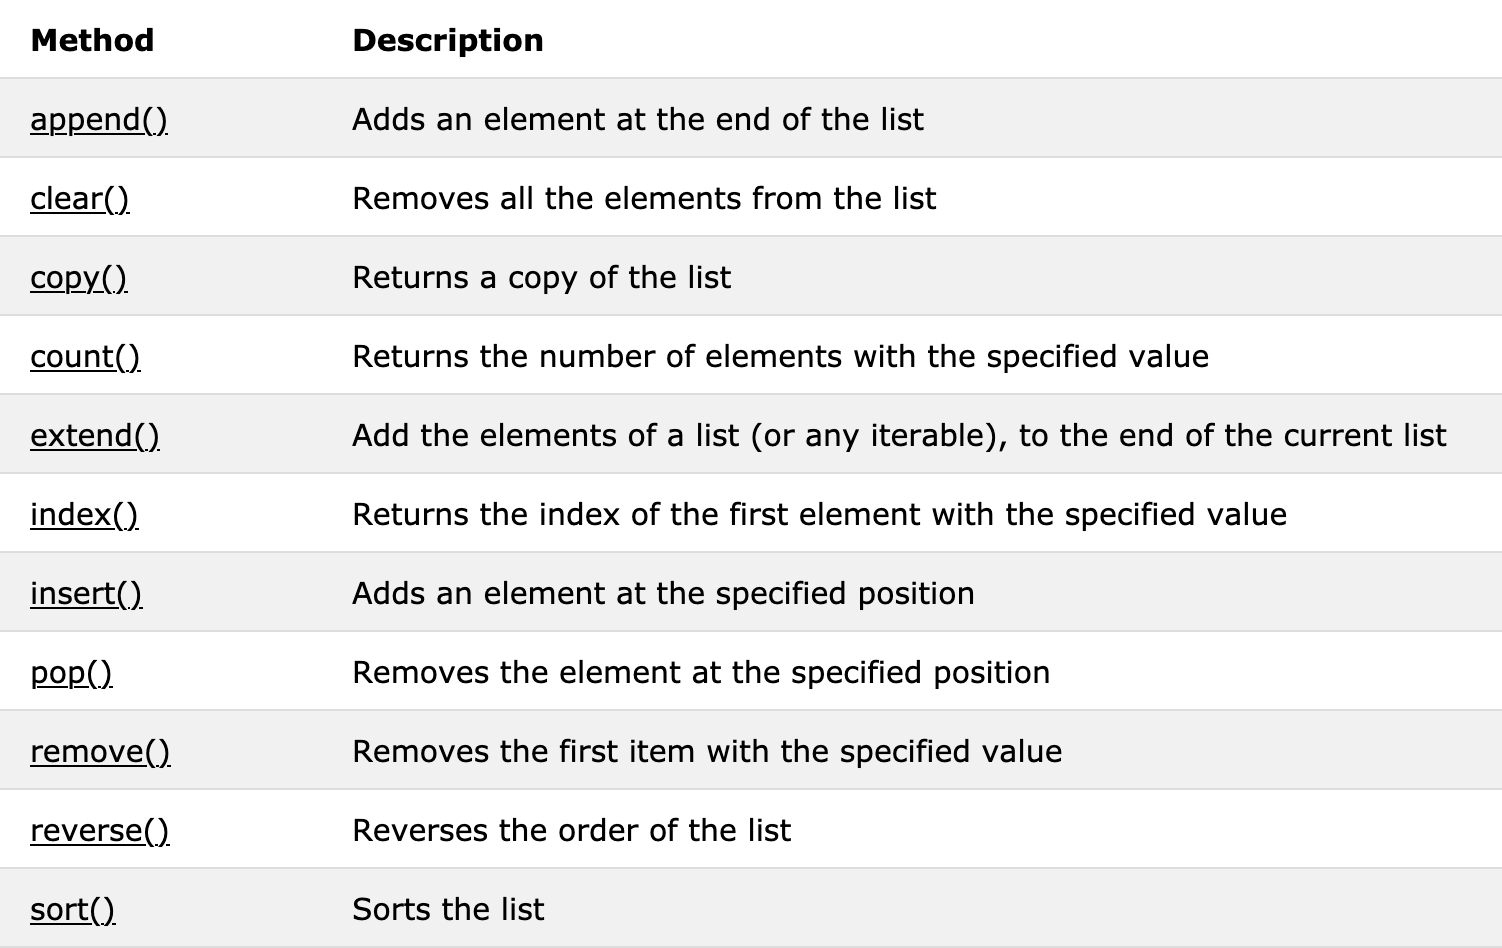 Method Description
append() Adds an element at the end of the list
clear() Removes all the elements from the list
copy() Returns a copy of the list
count() Returns the number of elements with the specified value
extend() Add the elements of a list (or any iterable), to the end of the current list
index() Returns the index of the first element with the specified value
insert() Adds an element at the specified position
pop() Removes the element at the specified position
remove() Removes the first item with the specified value
reverse() Reverses the order of the list
sort() Sorts the list